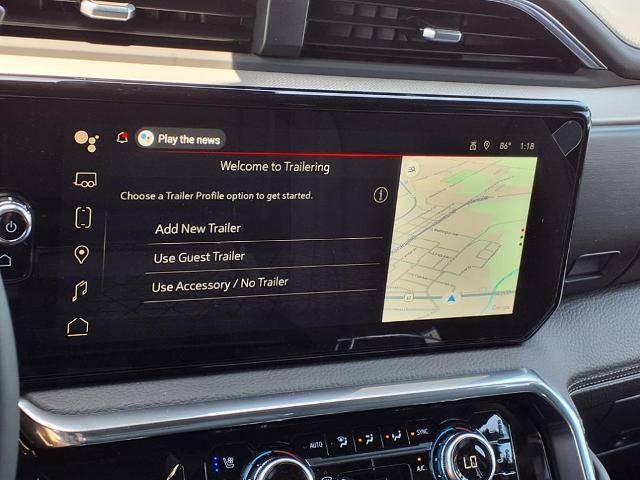 Play the news
86° 1:18
Welcome to Trailering
Choose a Trailer Profile option to get started.
Add New Trailer
Use Guest Trailer
Use Accessory / No Trailer
AUTO
SYNC
A/C
LO